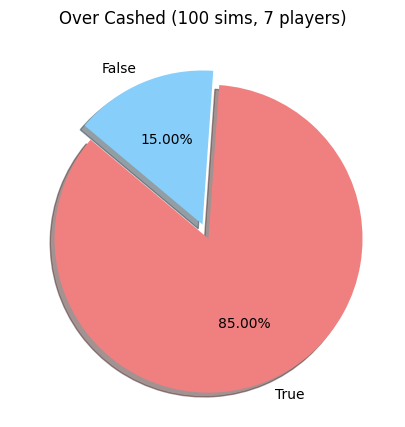 Over Cashed (100 sims, 7 players)
False
15.00%
85.00%
True